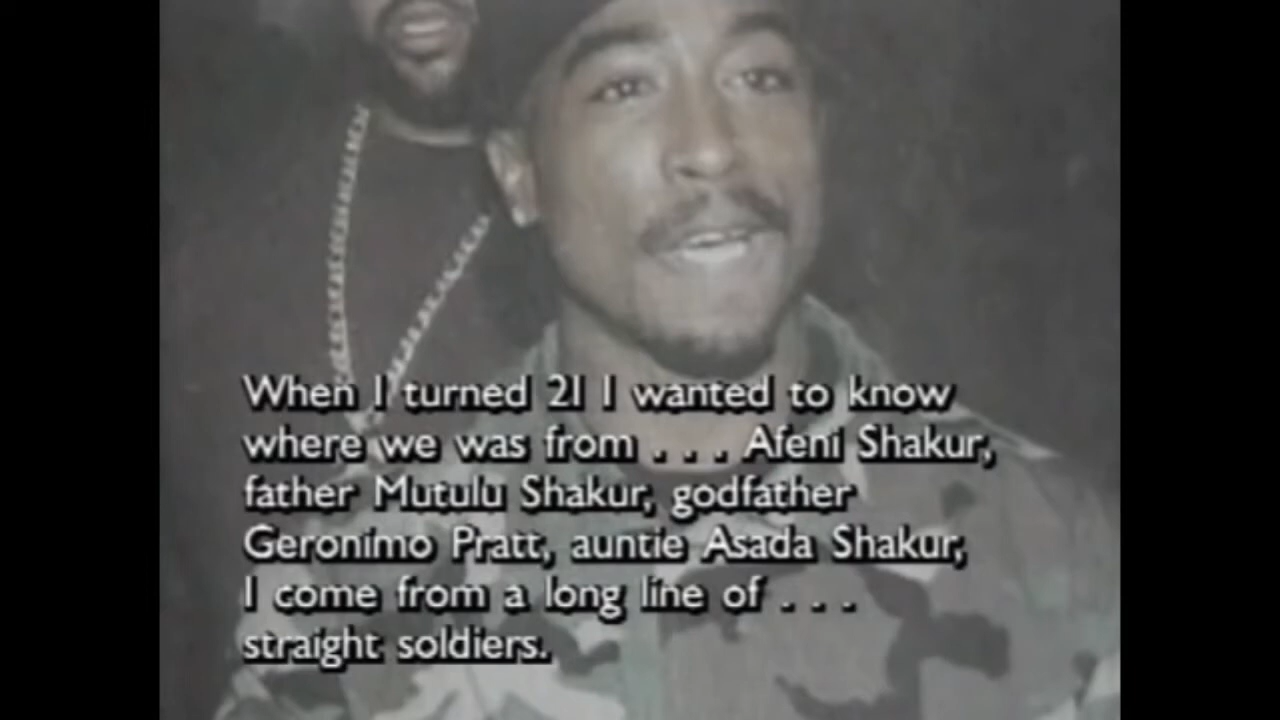 When I turned 21 I wanted to know
where we was from . . . Afeni Shakur,
father Mutulu Shakur, godfather
Geronimo Pratt, auntie Asada Shakur,
I come from a long line of . . .
straight soldiers.